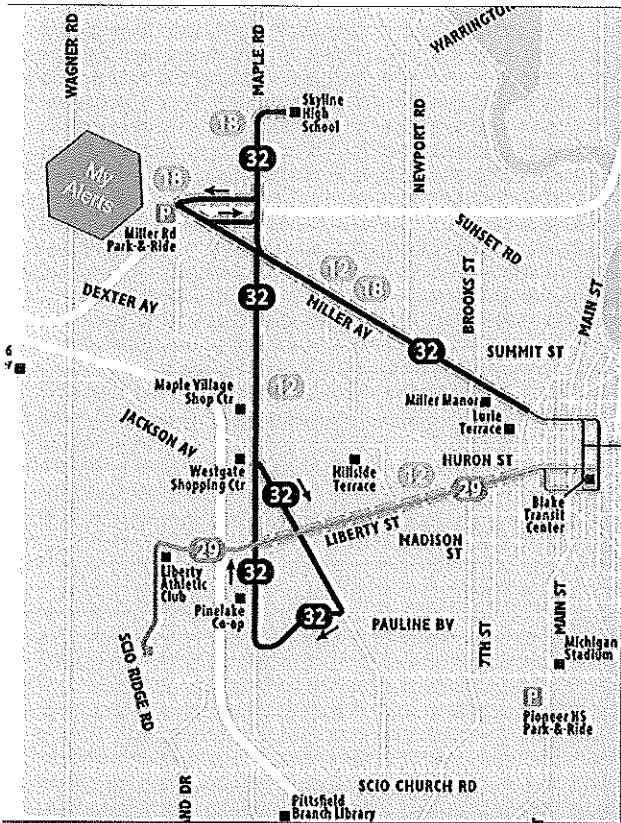 WARRINGTON
WAGNER RD
MAPLE RD
NEWPORT RD
Skyline
High
School
18
32
My
Alerts
18
P
Miller Rd
Park-&-Ride
SUNSET RD
12
18
DEXTER AV
32
MILLER AV
BROOKS ST
MAIN ST
32
SUMMIT ST
6
Maple Village
Shop Ctr
12
Miller Manor
Lurie
Terrace
JACKSON AV
Westgate
Shopping Ctr
Hillside
Terrace
HURON ST
12
29
32
Blake
Transit
Center
LIBERTY ST
MADISON
ST
29
Liberty
Athletic
Club
32
Pinelake
Co-op
32
PAULINE BV
7TH ST
MAIN ST
Michigan
Stadium
SCIO RIDGE RD
P
Pioneer HS
Park-&-Ride
SCIO CHURCH RD
ND DR
Pittsfield
Branch Library